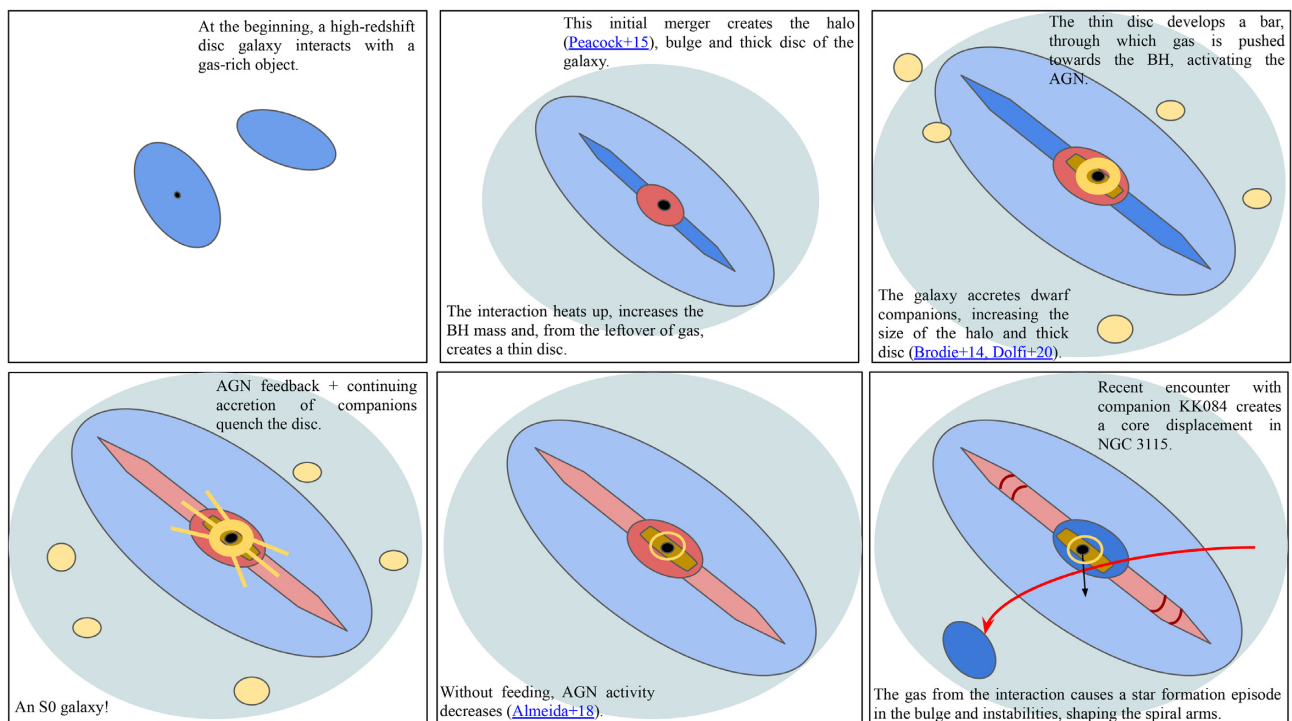 At the beginning, a high-redshift
disc galaxy interacts with a
gas-rich object.
This initial merger creates the halo
(Peacock+15), bulge and thick disc of the
galaxy.
The interaction heats up, increases the
BH mass and, from the leftover of gas,
creates a thin disc.
The thin disc develops a bar,
through which gas is pushed
towards the BH, activating the
AGN.
The galaxy accretes dwarf
companions, increasing the
size of the halo and thick
disc (Brodie+14, Dolfi+20).
AGN feedback + continuing
accretion of companions
quench the disc.
An S0 galaxy!
Without feeding, AGN activity
decreases (Almeida+18).
Recent encounter with
companion KK084 creates
a core displacement in
NGC 3115.
The gas from the interaction causes a star formation episode
in the bulge and instabilities, shaping the spiral arms.